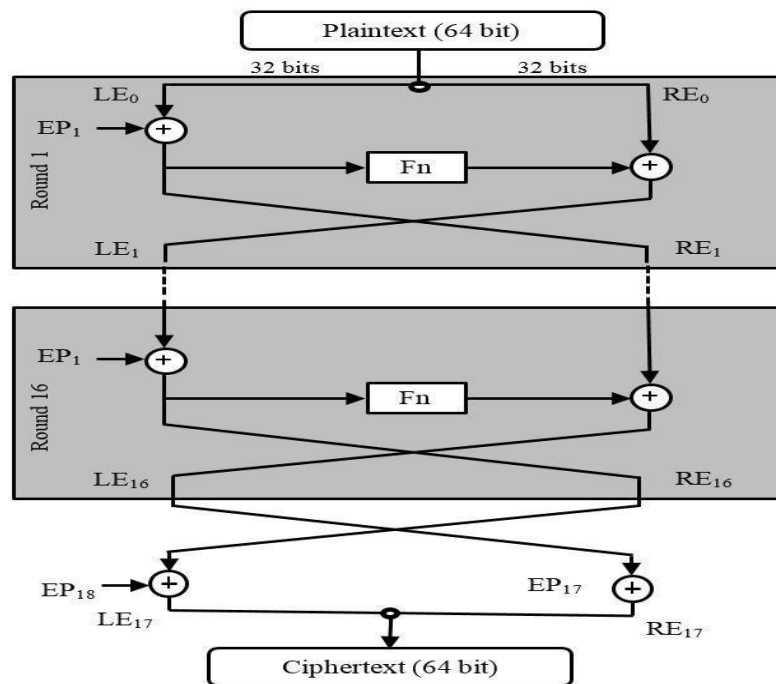 Plaintext (64 bit)
32 bits 32 bits
LE₀ RE₀
EP₁
Fn
Round 1
LE₁ RE₁
EP₁
Fn
Round 16
LE₁₆ RE₁₆
EP₁₈ EP₁₇
LE₁₇ RE₁₇
Ciphertext (64 bit)